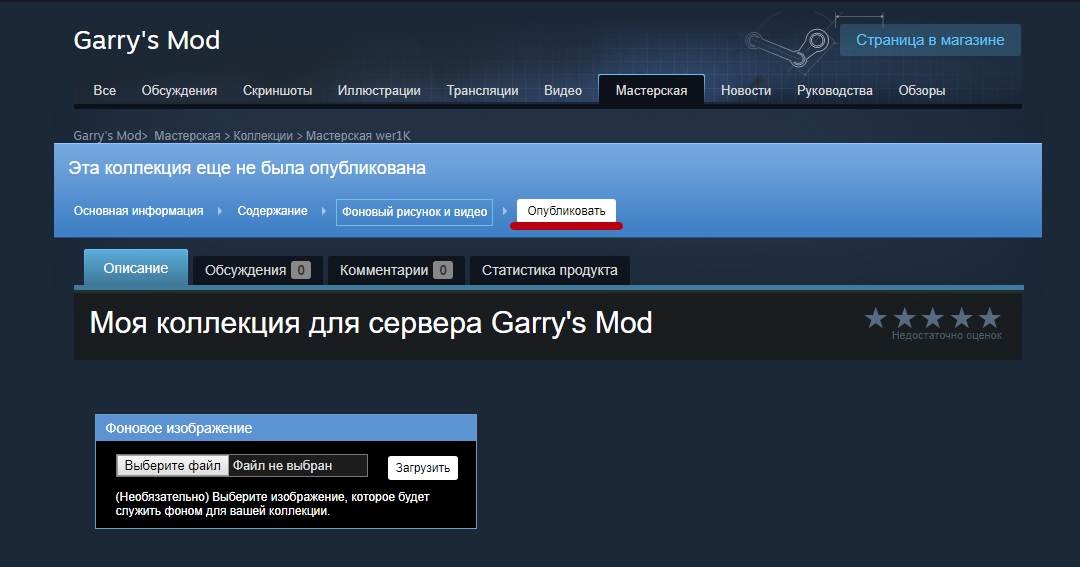 Garry's Mod
Страница в магазине
Все Обсуждения Скриншоты Иллюстрации Трансляции Видео Мастерская Новости Руководства Обзоры
Garry's Mod> Мастерская > Коллекции > Мастерская wer1K
Эта коллекция еще не была опубликована
Основная информация Содержание Фоновый рисунок и видео Опубликовать
Описание Обсуждения 0 Комментарии 0 Статистика продукта
Моя коллекция для сервера Garry's Mod
Недостаточно оценок
Фоновое изображение
Выберите файл Файл не выбран Загрузить
(Необязательно) Выберите изображение, которое будет
служить фоном для вашей коллекции.